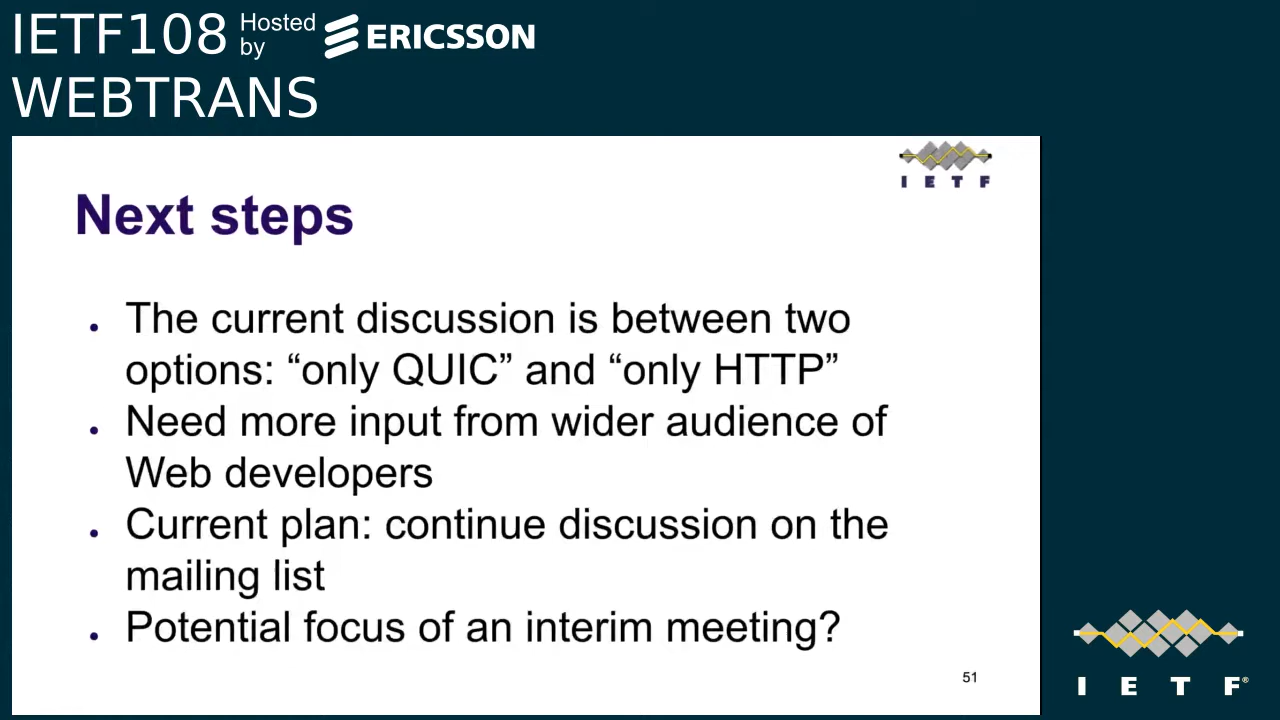 IETF108 Hosted by ERICSSON
WEBTRANS
I E T F
Next steps
• The current discussion is between two
options: “only QUIC” and “only HTTP”
• Need more input from wider audience of
Web developers
• Current plan: continue discussion on the
mailing list
• Potential focus of an interim meeting?
51
I E T F®